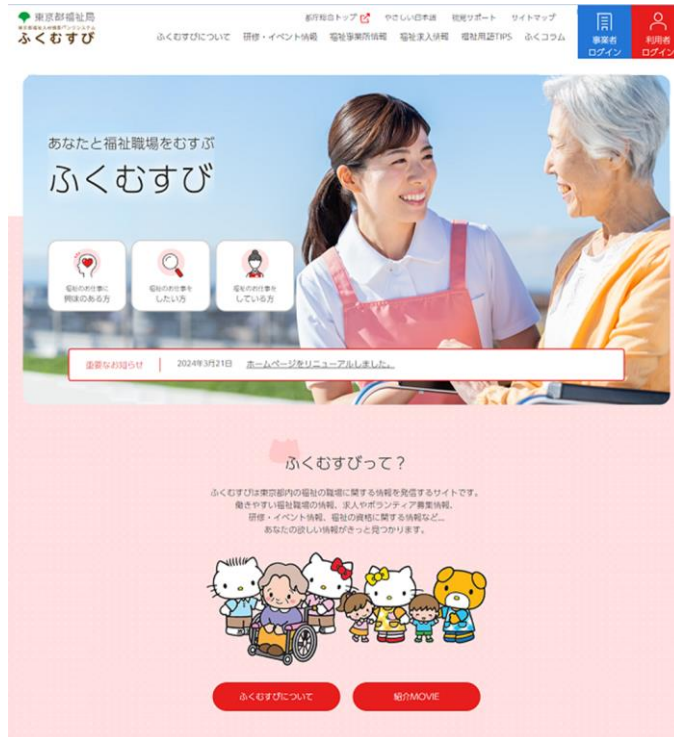 東京都福祉局
ふくむすび
都庁総合トップ やさしい日本語 視覚サポート サイトマップ
ふくむすびについて 研修・イベント情報 福祉事業所情報 福祉求人情報 福祉用語TIPS ふくコラム
事業者
ログイン
利用者
ログイン
あなたと福祉職場をむすぶ
ふくむすび
福祉のお仕事に
興味のある方
福祉のお仕事を
したい方
福祉のお仕事を
している方
重要なお知らせ 2024年3月21日 ホームページをリニューアルしました。
ふくむすびって？
ふくむすびは東京都内の福祉の職場に関する情報を発信するサイトです。
働きやすい福祉職場の情報、求人やボランティア募集情報、
研修・イベント情報、福祉の資格に関する情報など...
あなたの欲しい情報がきっと見つかります。
ふくむすびについて
紹介MOVIE